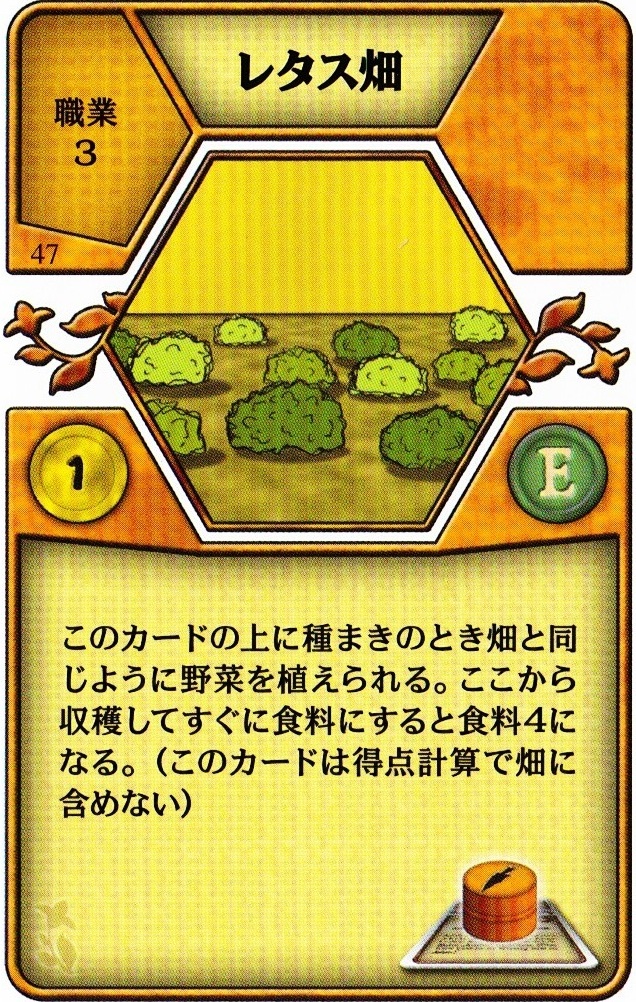 レタス畑
職業
3
47
1
E
このカードの上に種まきのとき畑と同
じように野菜を植えられる。ここから
収穫してすぐに食料にすると食料4に
なる。（このカードは得点計算で畑に
含めない）